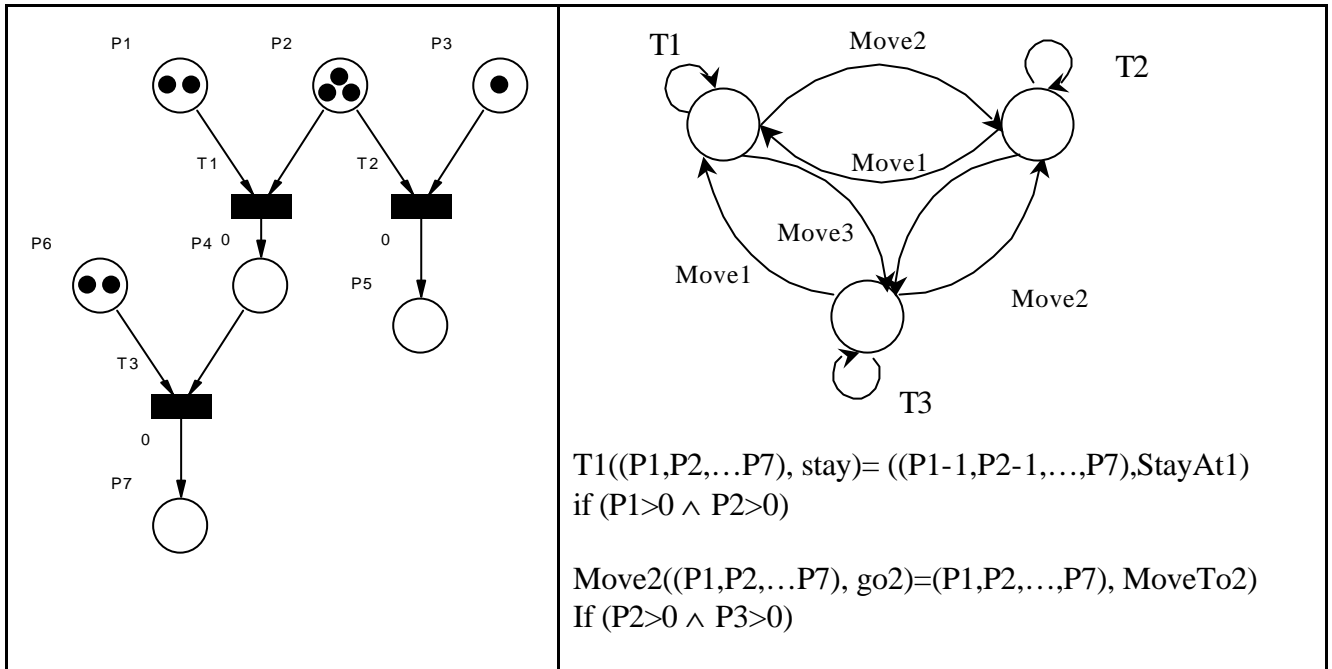 P1
P2
P3
T1
T2
P6
P4
0
0
P5
T3
0
P7
T1
Move2
T2
Move1
Move3
Move1
Move2
T3
T1((P1,P2,…P7), stay)= ((P1-1,P2-1,…,P7),StayAt1)
if (P1>0 ∧ P2>0)
Move2((P1,P2,…P7), go2)=(P1,P2,…,P7), MoveTo2)
If (P2>0 ∧ P3>0)